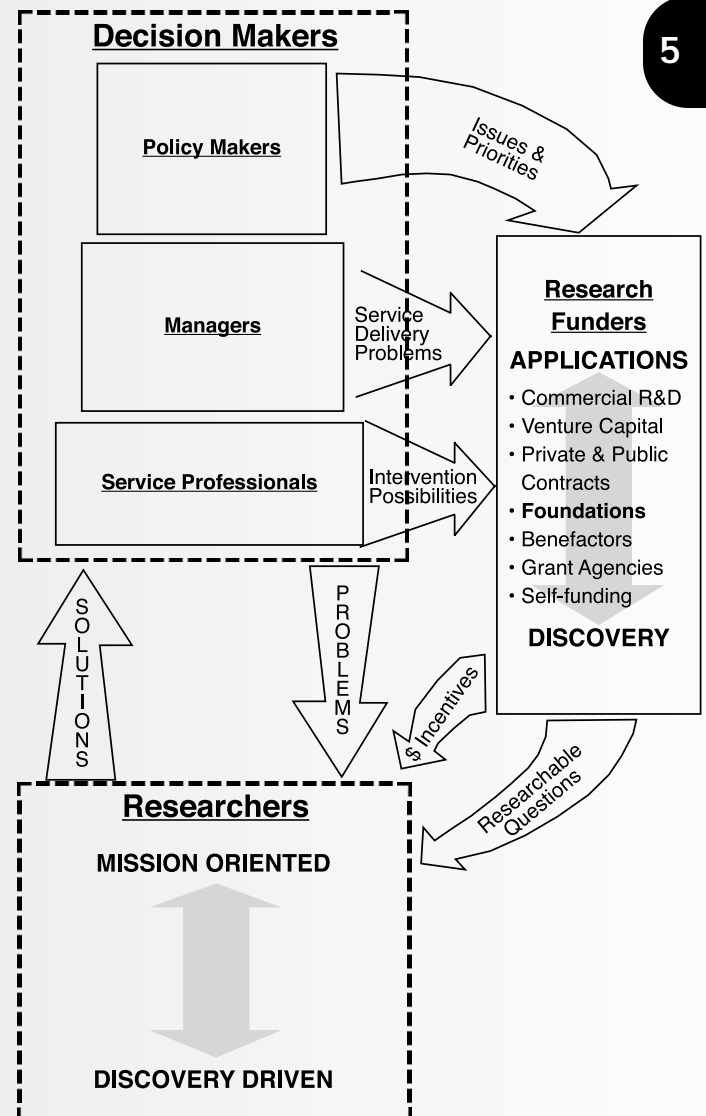 5
Decision Makers
Policy Makers
Issues &
Priorities
Managers
Service
Delivery
Problems
Service Professionals
Intervention
Possibilities
Research
Funders
APPLICATIONS
• Commercial R&D
• Venture Capital
• Private & Public
Contracts
• Foundations
• Benefactors
• Grant Agencies
• Self-funding
DISCOVERY
SOLUTIONS
PROBLEMS
$ Incentives
Researchable
Questions
Researchers
MISSION ORIENTED
DISCOVERY DRIVEN